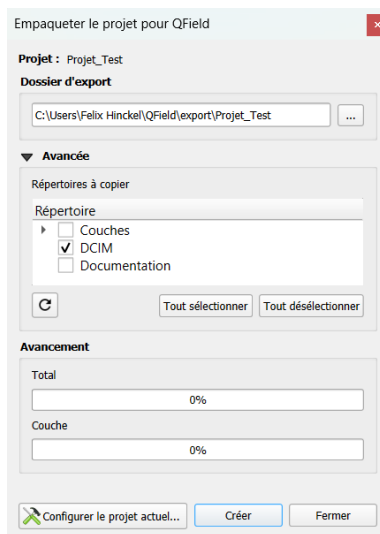 Empaqueter le projet pour QField
Projet : Projet_Test
Dossier d'export
C:\Users\Felix Hinckel\QField\export\Projet_Test ...
Avancée
Répertoires à copier
Répertoire
Couches
DCIM
Documentation
Tout sélectionner Tout désélectionner
Avancement
Total
0%
Couche
0%
Configurer le projet actuel... Créer Fermer